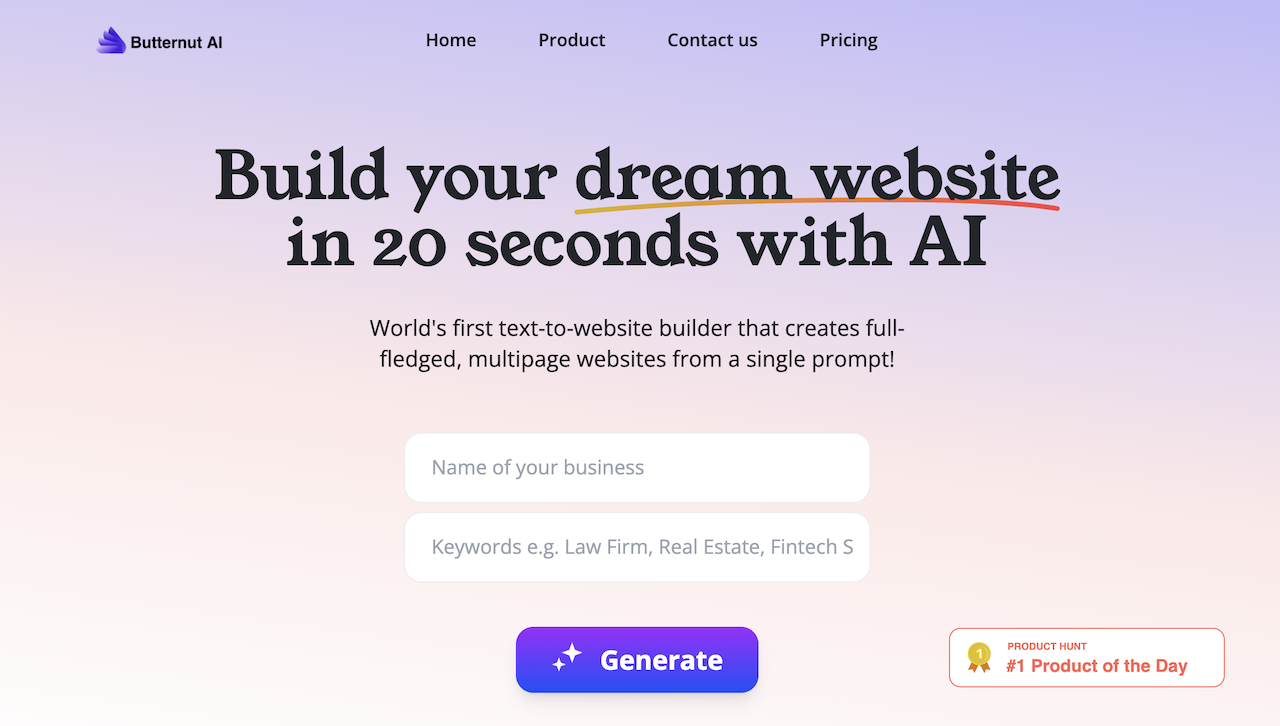 Butternut AI
Home
Product
Contact us
Pricing
Build your dream website
in 20 seconds with AI
World's first text-to-website builder that creates full-
fledged, multipage websites from a single prompt!
Name of your business
Keywords e.g. Law Firm, Real Estate, Fintech S
Generate
1
PRODUCT HUNT
#1 Product of the Day